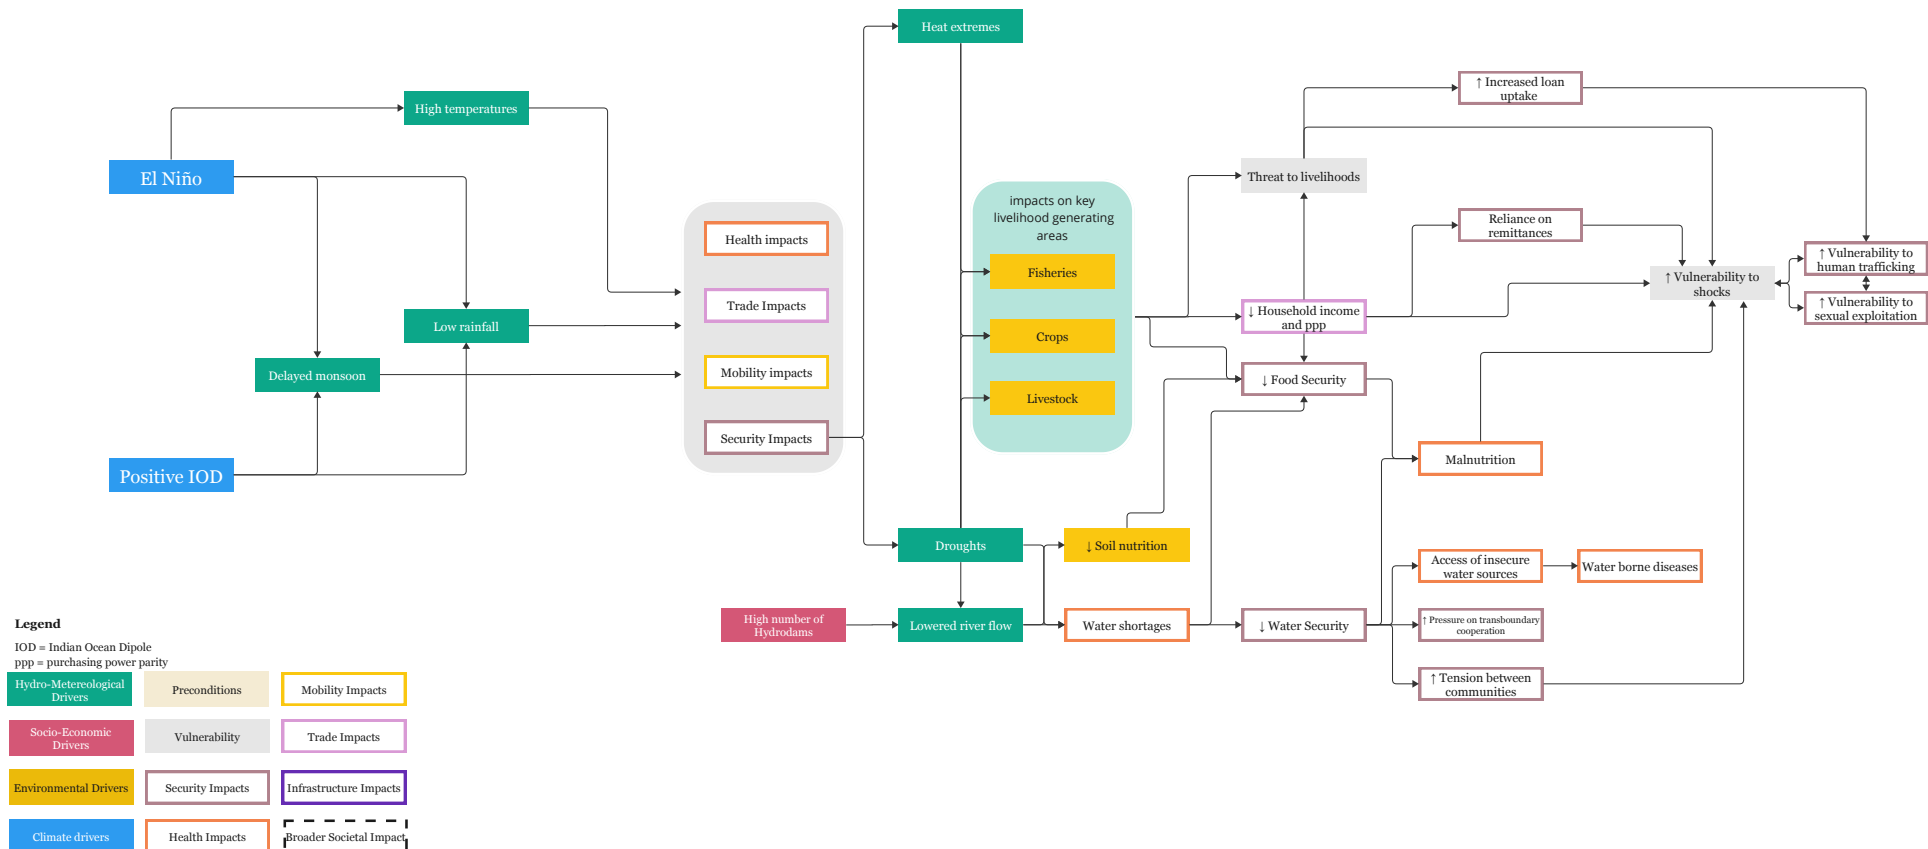 Heat extremes
↑ Increased loan
uptake
High temperatures
El Niño
Threat to livelihoods
impacts on key
livelihood generating
areas
Health impacts
Reliance on
remittances
Fisheries
↑ Vulnerability to
shocks
↑ Vulnerability to
human trafficking
Trade Impacts
↓ Household income
and ppp
↑ Vulnerability to
sexual exploitation
Low rainfall
Crops
Delayed monsoon
Mobility impacts
↓ Food Security
Livestock
Security Impacts
Malnutrition
Positive IOD
Droughts
↓ Soil nutrition
Access of insecure
water sources
Water borne diseases
High number of
Hydrodams
Lowered river flow
Water shortages
↓ Water Security
↑ Pressure on transboundary
cooperation
↑ Tension between
communities
Legend
IOD = Indian Ocean Dipole
ppp = purchasing power parity
Hydro-Metereological
Drivers
Preconditions
Mobility Impacts
Socio-Economic
Drivers
Vulnerability
Trade Impacts
Environmental Drivers
Security Impacts
Infrastructure Impacts
Climate drivers
Health Impacts
Broader Societal Impact